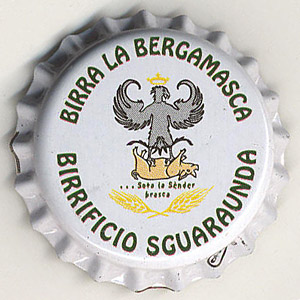 BIRRA LA BERGAMASCA
... Sota la Sènder
brasca
BIRRIFICIO SGUARAUNDA